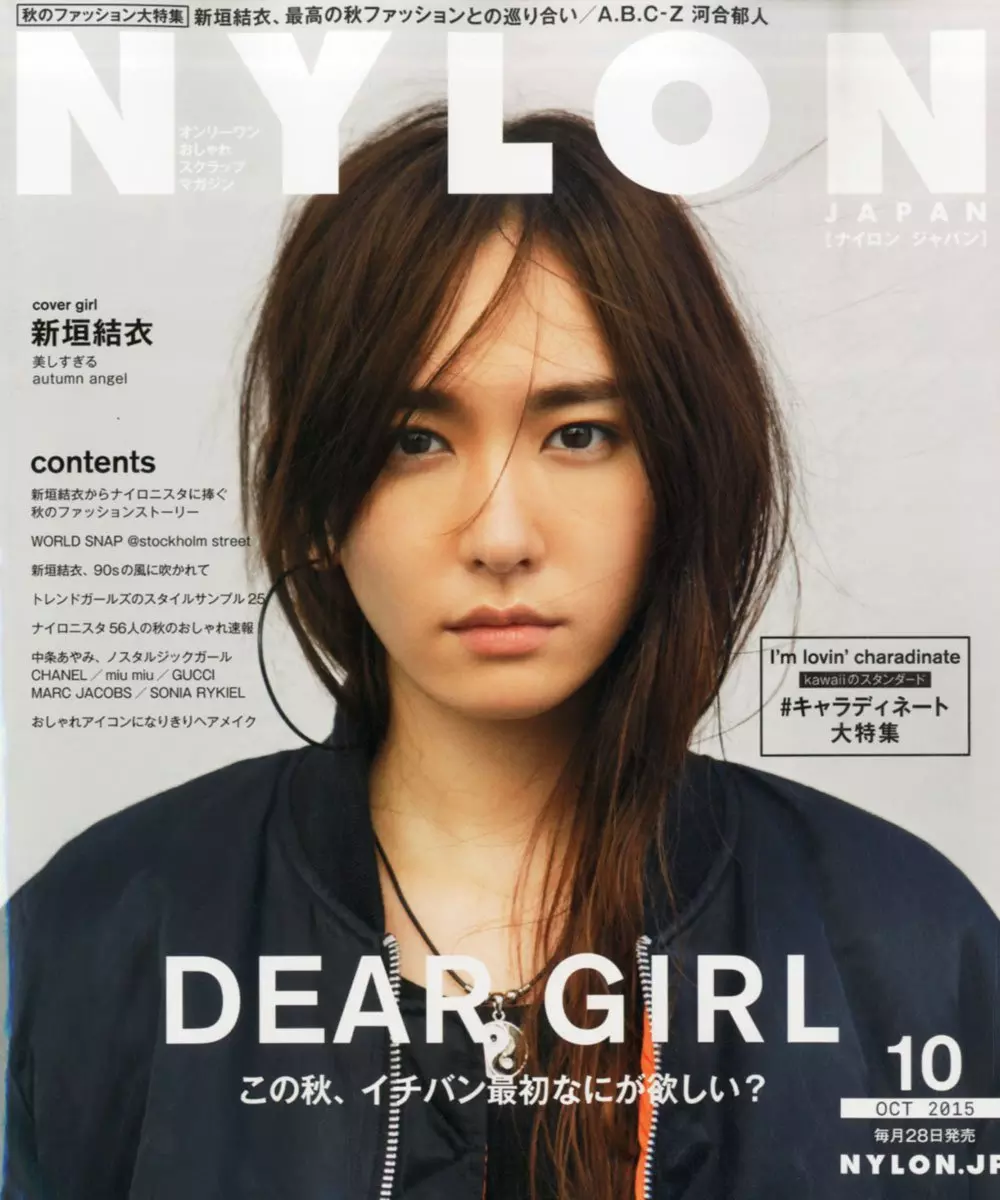 秋のファッション大特集 新垣結衣、最高の秋ファッションとの巡り合い/A.B.C-Z 河合郁人
NYLON
オンリーワン
おしゃれ
スクラップ
マガジン
JAPAN
[ナイロン ジャパン]
cover girl
新垣結衣
美しすぎる
autumn angel
contents
新垣結衣からナイロニスタに捧ぐ
秋のファッションストーリー
WORLD SNAP @stockholm street
新垣結衣、90sの風に吹かれて
トレンドガールズのスタイルサンプル25
ナイロニスタ56人の秋のおしゃれ速報
中条あやみ、ノスタルジックガール
CHANEL/miu miu/GUCCI
MARC JACOBS/SONIA RYKIEL
おしゃれアイコンになりきりヘアメイク
I'm lovin' charadinate
kawaiiのスタンダード
#キャラディネート
大特集
DEAR GIRL
この秋、イチバン最初なにが欲しい?
10
OCT 2015
毎月28日発売
NYLON.JP